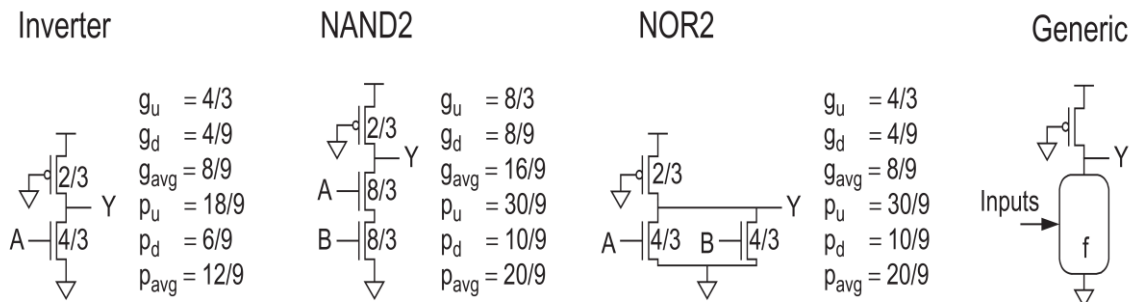 Inverter
NAND2
NOR2
Generic
2/3
4/3
A
Y
g_u = 4/3
g_d = 4/9
g_avg = 8/9
p_u = 18/9
p_d = 6/9
p_avg = 12/9
2/3
Y
A
8/3
B
8/3
g_u = 8/3
g_d = 8/9
g_avg = 16/9
p_u = 30/9
p_d = 10/9
p_avg = 20/9
2/3
Y
A
4/3
B
4/3
g_u = 4/3
g_d = 4/9
g_avg = 8/9
p_u = 30/9
p_d = 10/9
p_avg = 20/9
Y
Inputs
f